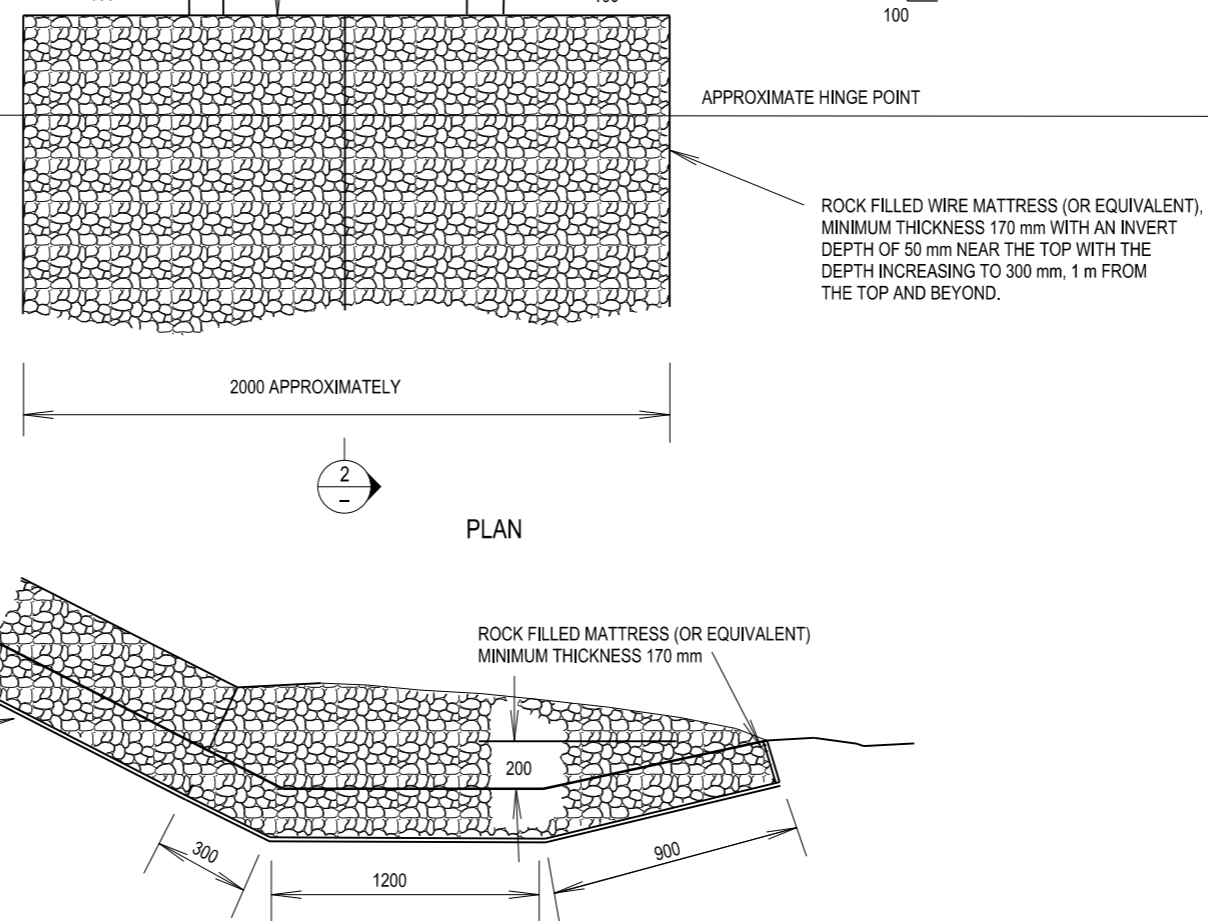 100
APPROXIMATE HINGE POINT
ROCK FILLED WIRE MATTRESS (OR EQUIVALENT),
MINIMUM THICKNESS 170 mm WITH AN INVERT
DEPTH OF 50 mm NEAR THE TOP WITH THE
DEPTH INCREASING TO 300 mm, 1 m FROM
THE TOP AND BEYOND.
2000 APPROXIMATELY
2
–
PLAN
ROCK FILLED MATTRESS (OR EQUIVALENT)
MINIMUM THICKNESS 170 mm
200
300
1200
900